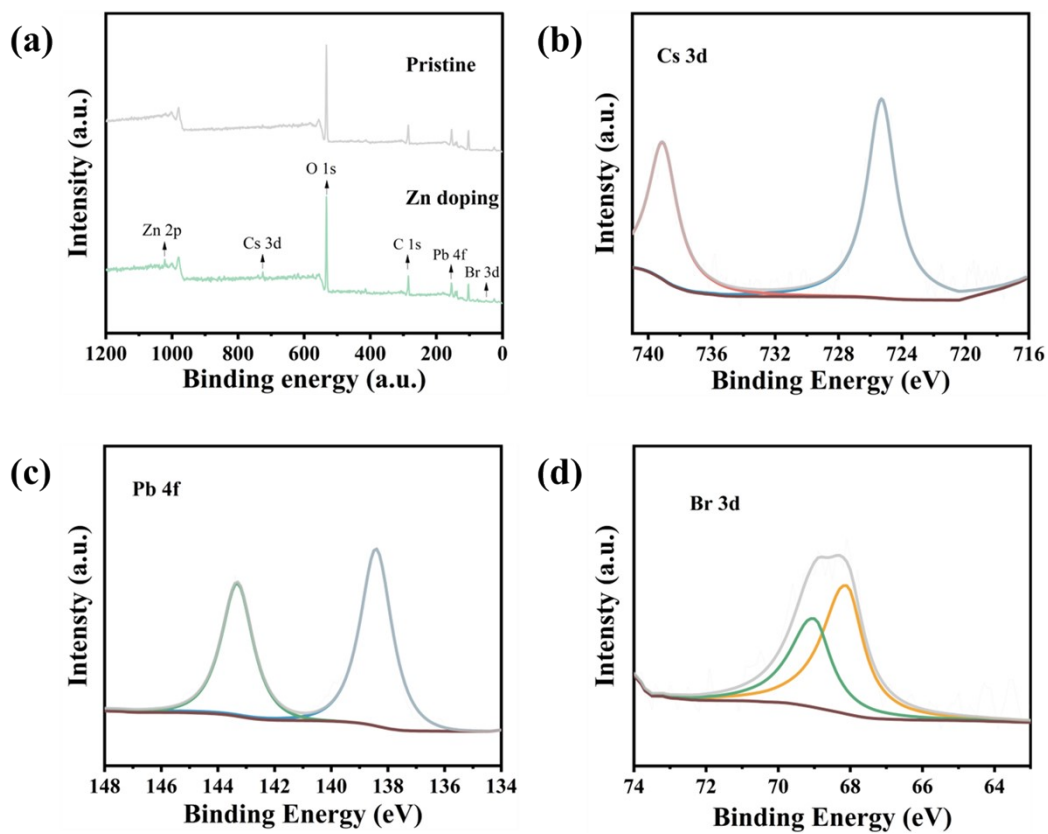 (a)
Pristine
Zn doping
Zn 2p
Cs 3d
O 1s
C 1s
Pb 4f
Br 3d
Intensity (a.u.)
1200 1000 800 600 400 200 0
Binding energy (a.u.)
(b)
Cs 3d
Intensty (a.u.)
740 736 732 728 724 720 716
Binding Energy (eV)
(c)
Pb 4f
Intensty (a.u.)
148 146 144 142 140 138 136 134
Binding Energy (eV)
(d)
Br 3d
Intensty (a.u.)
74 72 70 68 66 64
Binding Energy (eV)